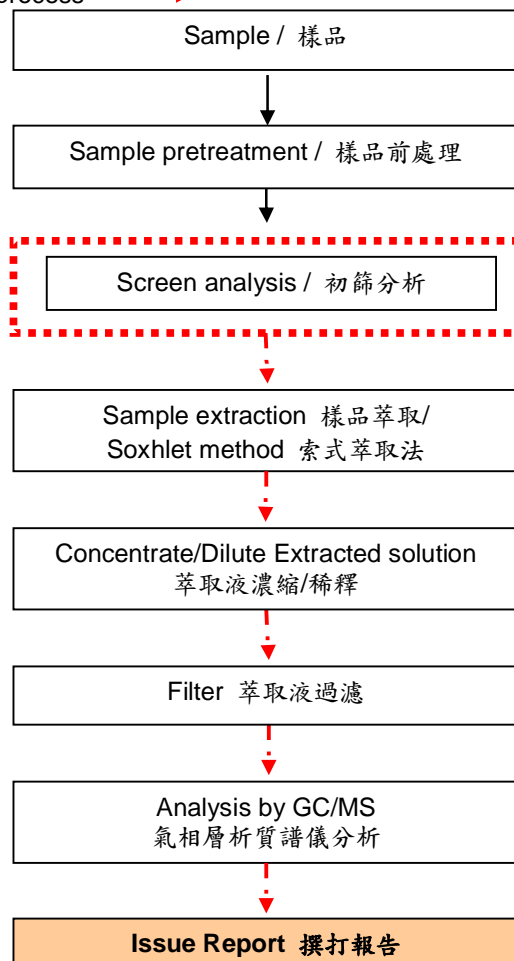 Sample / 樣品
Sample pretreatment / 樣品前處理
Screen analysis / 初篩分析
Sample extraction 樣品萃取/
Soxhlet method 索式萃取法
Concentrate/Dilute Extracted solution
萃取液濃縮/稀釋
Filter 萃取液過濾
Analysis by GC/MS
氣相層析質譜儀分析
Issue Report 撰打報告